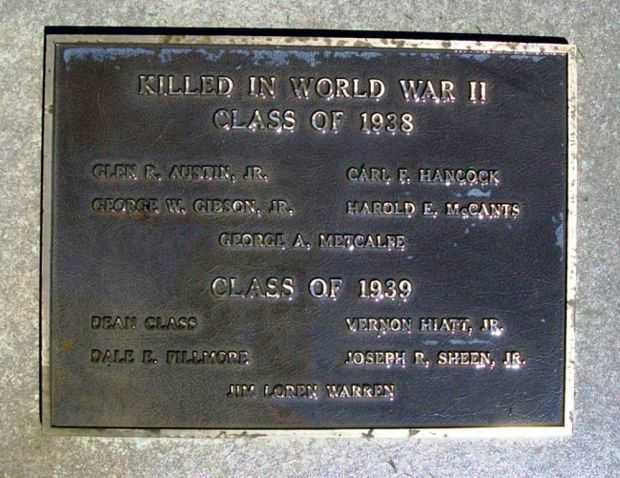 KILLED IN WORLD WAR II
CLASS OF 1938
GLEN R. AUSTIN, JR. CARL F. HANCOCK
GEORGE W. GIBSON, JR. HAROLD E. McCANTS
GEORGE A. METCALFE
CLASS OF 1939
DEAN CLASS VERNON HIATT, JR.
DALE E. FILLMORE JOSEPH R. SHEEN, JR.
JIM LOREN WARREN